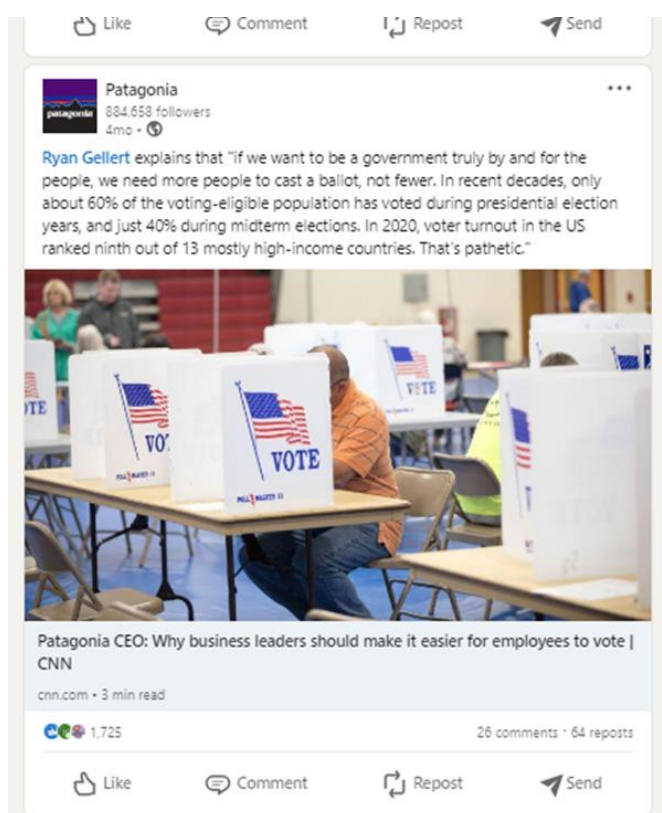 Like Comment Repost Send
Patagonia
patagonia
884,658 followers
4mo •
Ryan Gellert explains that "if we want to be a government truly by and for the
people, we need more people to cast a ballot, not fewer. In recent decades, only
about 60% of the voting-eligible population has voted during presidential election
years, and just 40% during midterm elections. In 2020, voter turnout in the US
ranked ninth out of 13 mostly high-income countries. That's pathetic."
VOTE
VOTE
Patagonia CEO: Why business leaders should make it easier for employees to vote |
CNN
cnn.com • 3 min read
1,725 26 comments · 64 reposts
Like Comment Repost Send